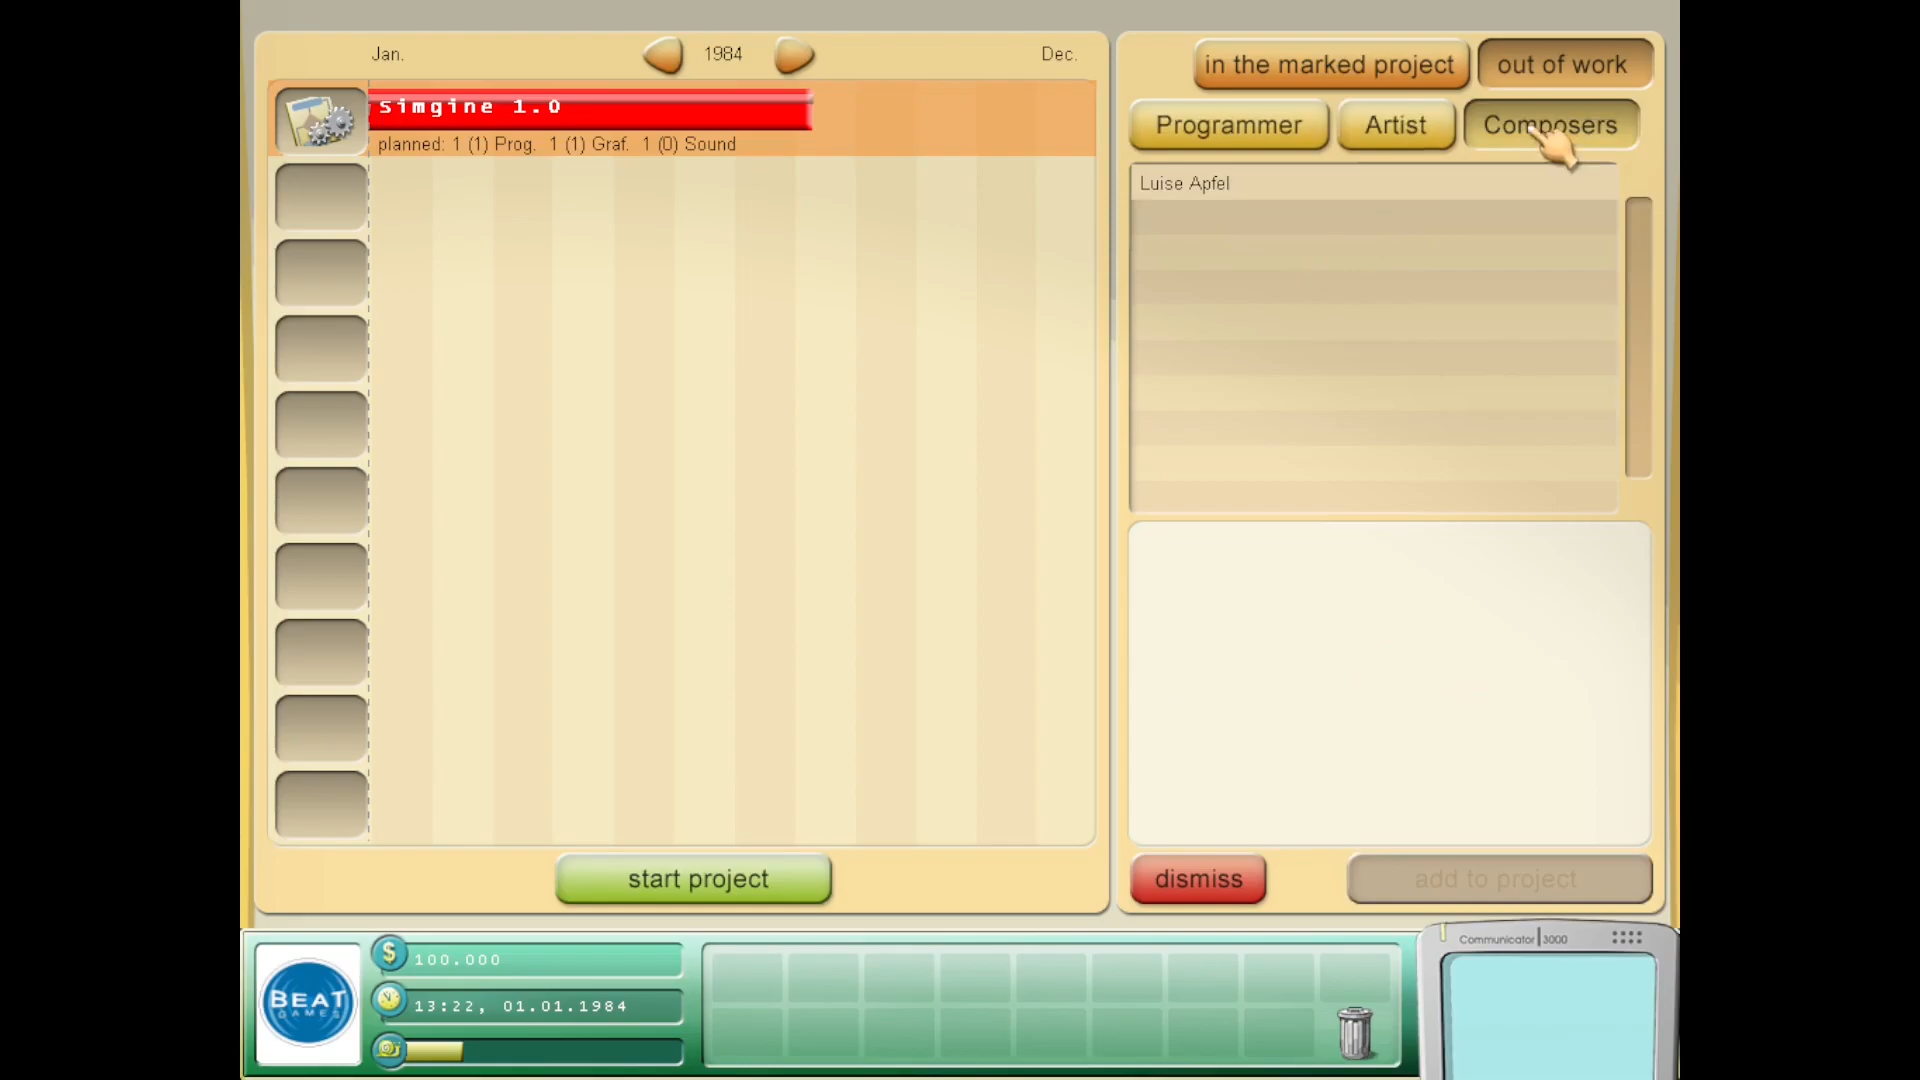 Jan.
1984
Dec.
simgine 1.0
planned: 1 (1) Prog. 1 (1) Graf. 1 (0) Sound
start project
in the marked project
out of work
Programmer
Artist
Composers
Luise Apfel
dismiss
add to project
BEAT
GAMES
$
100.000
13:22, 01.01.1984
Communicator 3000